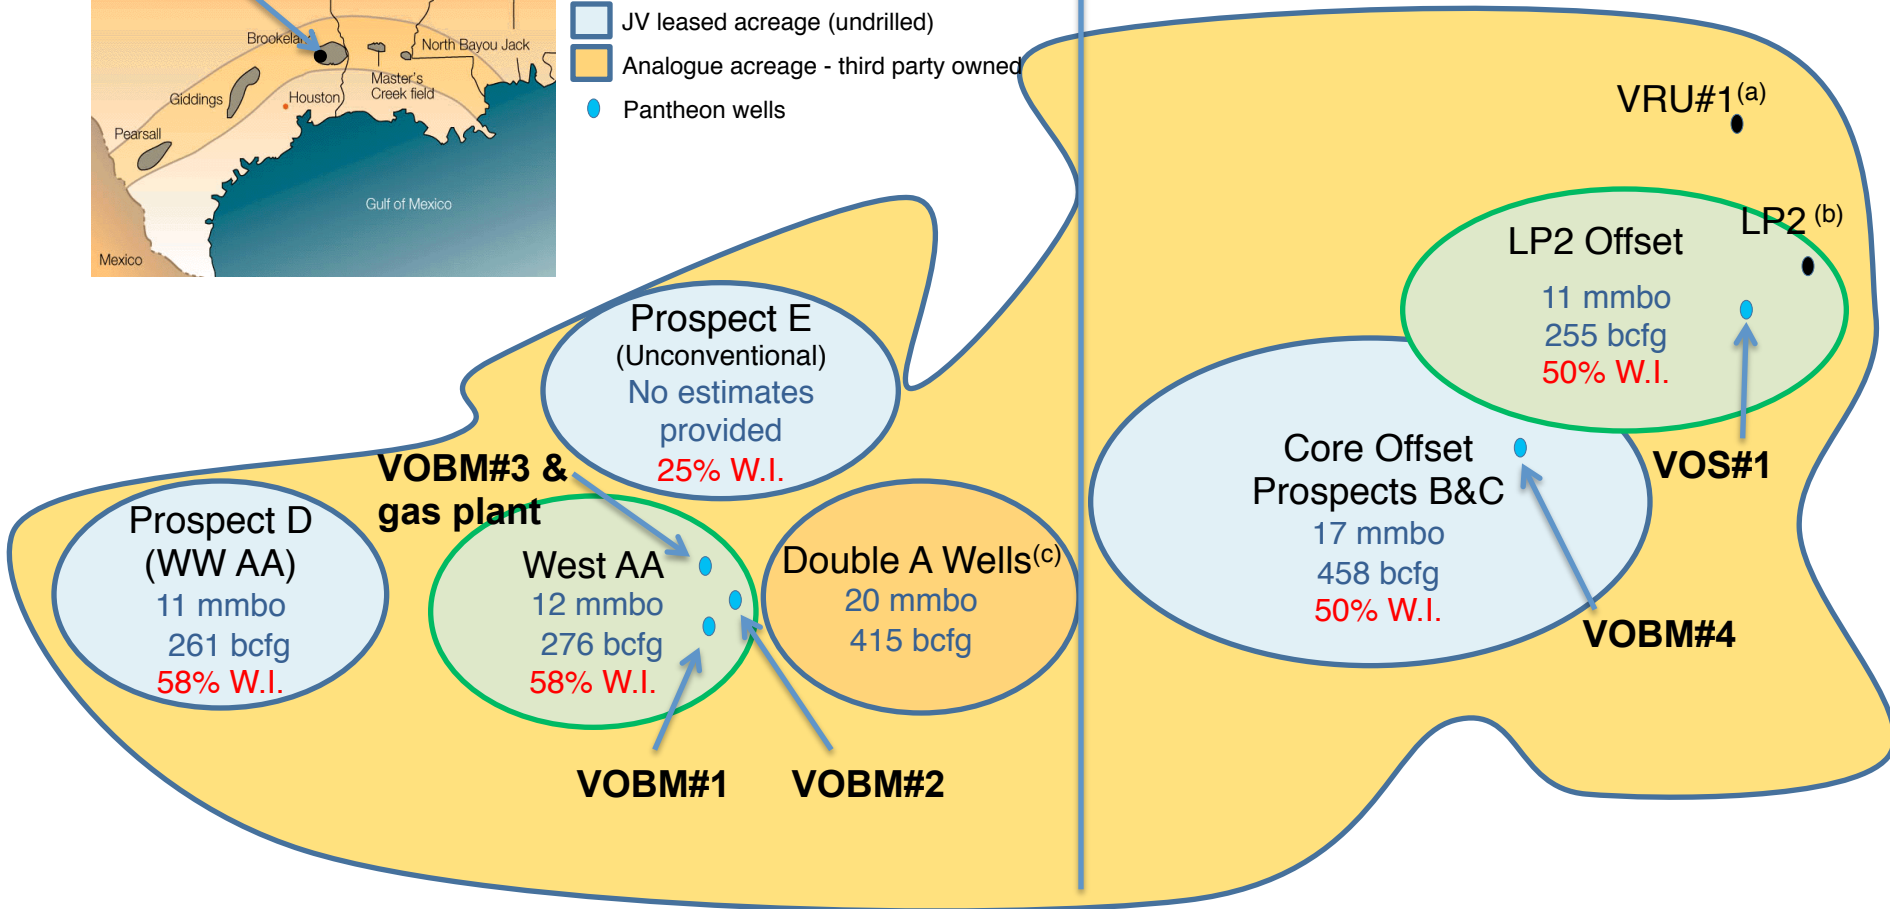 JV leased acreage (undrilled)
Analogue acreage - third party owned
Pantheon wells
North Bayou Jack
Master's
Creek field
Giddings
Houston
Pearsall
Gulf of Mexico
Mexico
VRU#1(a)
LP2 (b)
LP2 Offset
11 mmbo
255 bcfg
50% W.I.
Prospect E
(Unconventional)
No estimates
provided
25% W.I.
Core Offset
Prospects B&C
17 mmbo
458 bcfg
50% W.I.
VOS#1
VOBM#4
VOBM#3 &
gas plant
Prospect D
(WW AA)
11 mmbo
261 bcfg
58% W.I.
West AA
12 mmbo
276 bcfg
58% W.I.
Double A Wells(c)
20 mmbo
415 bcfg
VOBM#1
VOBM#2